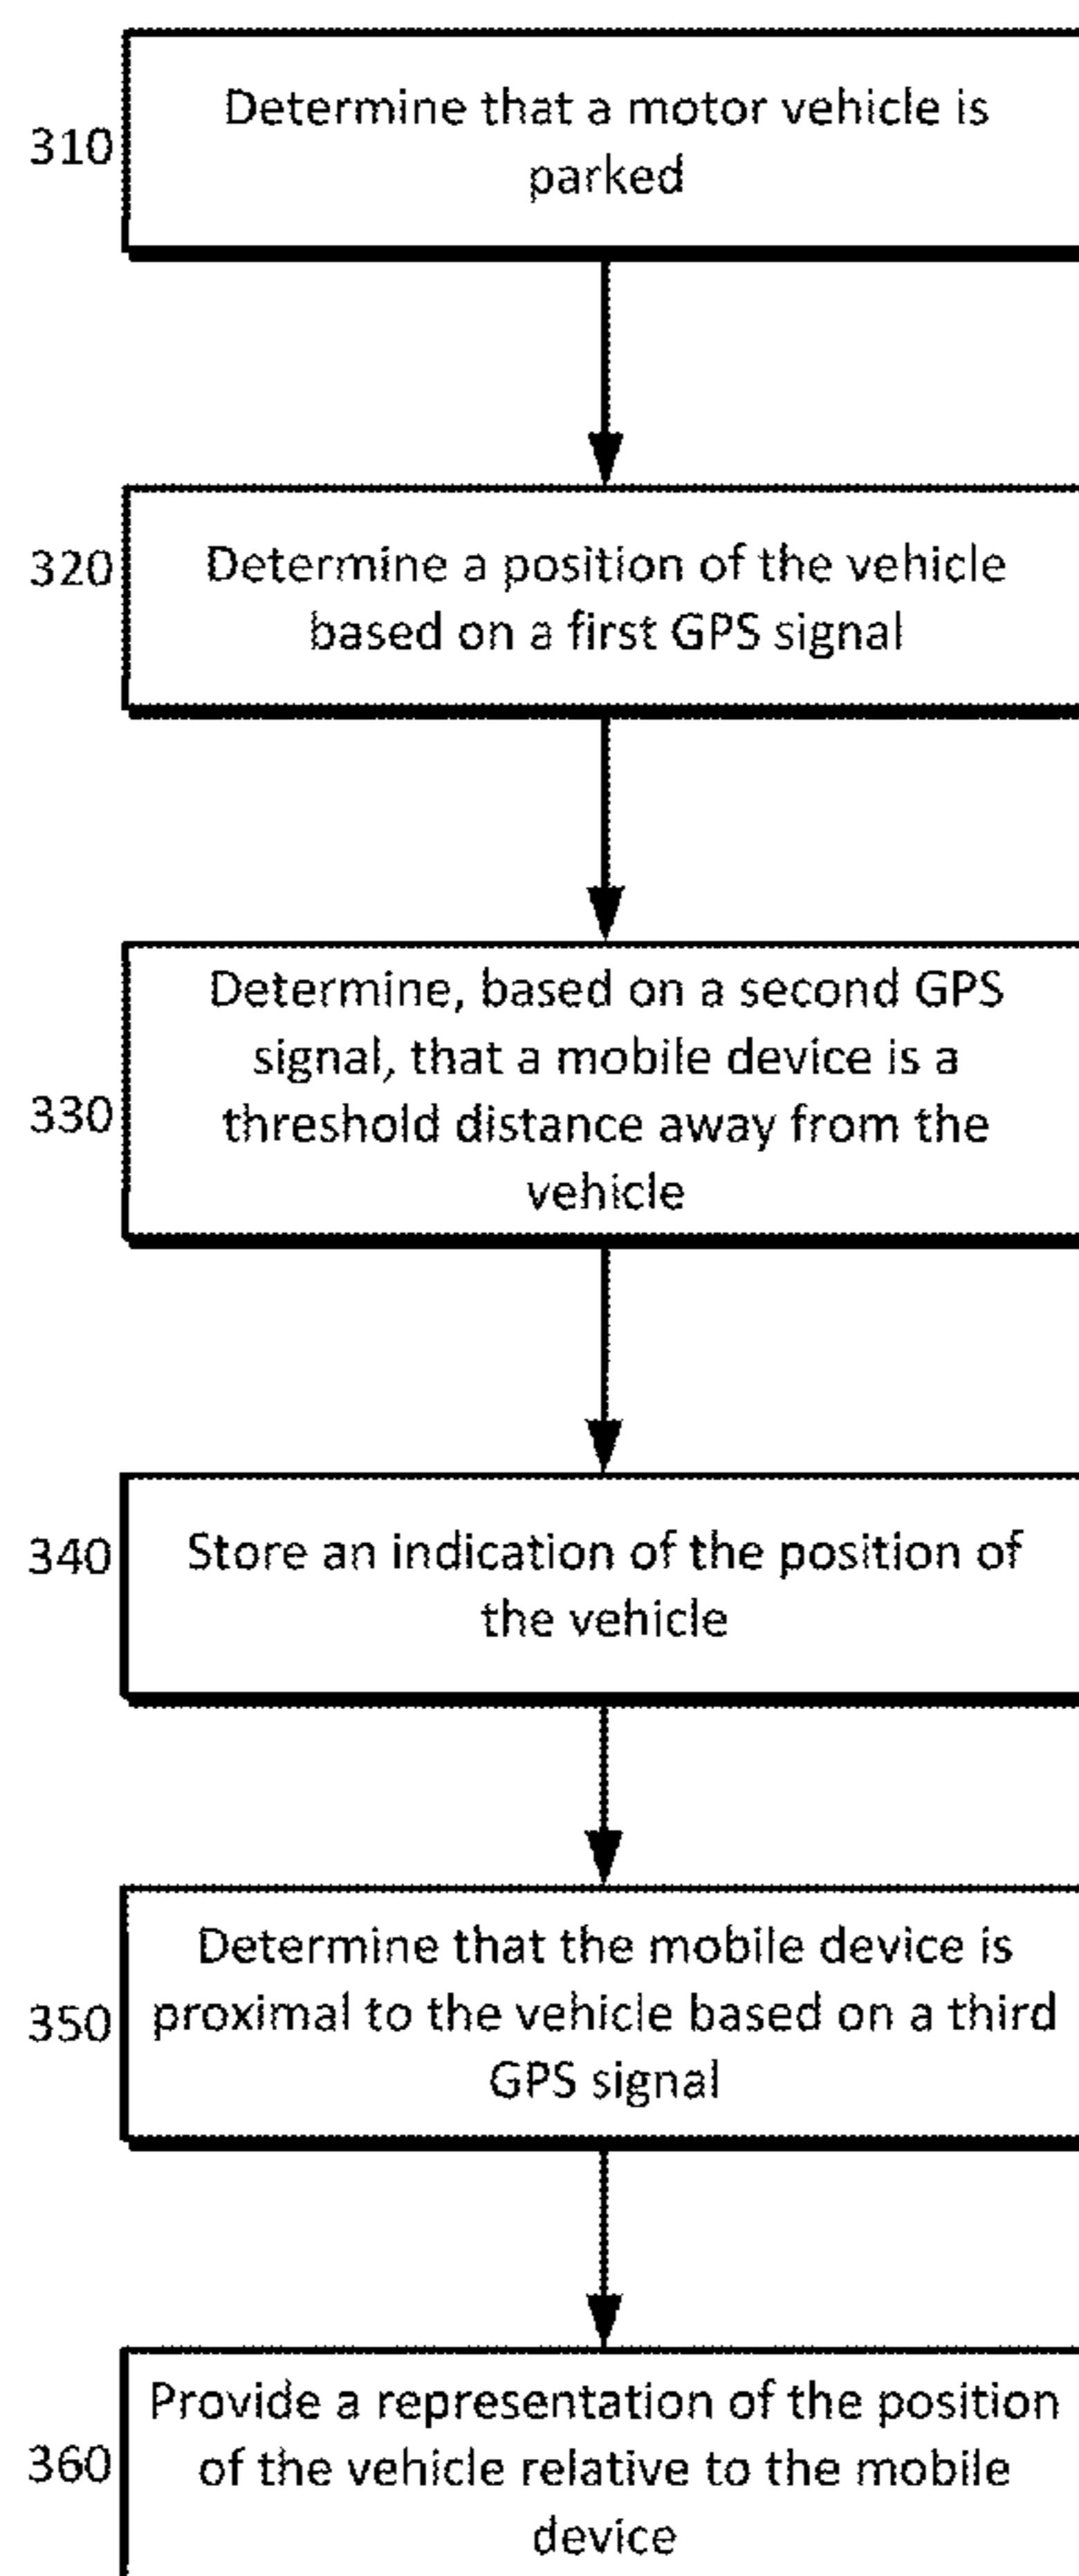 310
Determine that a motor vehicle is
parked
320
Determine a position of the vehicle
based on a first GPS signal
330
Determine, based on a second GPS
signal, that a mobile device is a
threshold distance away from the
vehicle
340
Store an indication of the position of
the vehicle
350
Determine that the mobile device is
proximal to the vehicle based on a third
GPS signal
360
Provide a representation of the position
of the vehicle relative to the mobile
device